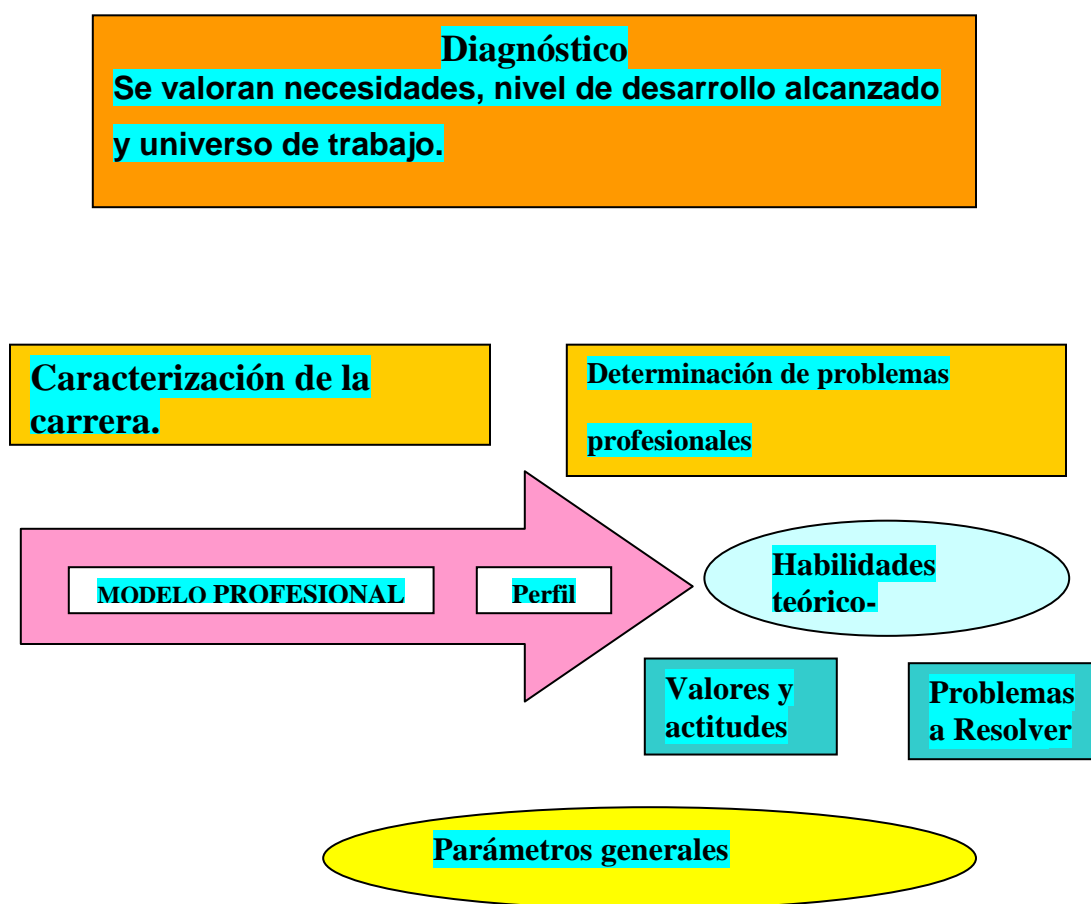 Diagnóstico
Se valoran necesidades, nivel de desarrollo alcanzado
y universo de trabajo.
Caracterización de la
carrera.
Determinación de problemas
profesionales
MODELO PROFESIONAL
Perfil
Habilidades
teórico-
Valores y
actitudes
Problemas
a Resolver
Parámetros generales